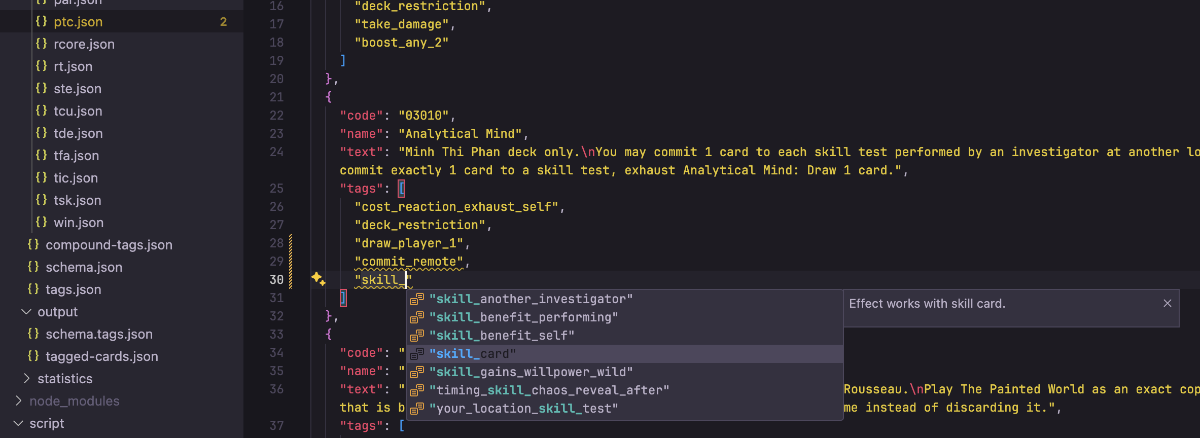 par.json
{} ptc.json 2
{} rcore.json
{} rt.json
{} ste.json
{} tcu.json
{} tde.json
{} tfa.json
{} tic.json
{} tsk.json
{} win.json
{} compound-tags.json
{} schema.json
{} tags.json
output
{} schema.tags.json
{} tagged-cards.json
statistics
node_modules
script
16 "deck_restriction",
17 "take_damage",
18 "boost_any_2"
19 ]
20 },
21 {
22 "code": "03010",
23 "name": "Analytical Mind",
24 "text": "Minh Thi Phan deck only.\nYou may commit 1 card to each skill test performed by an investigator at another lo
commit exactly 1 card to a skill test, exhaust Analytical Mind: Draw 1 card.",
25 "tags": [
26 "cost_reaction_exhaust_self",
27 "deck_restriction",
28 "draw_player_1",
29 "commit_remote",
30 "skill_"
31 ]
32 },
33 {
34 "code": "
35 "name": "
36 "text": "
Rousseau.\nPlay The Painted World as an exact cop
that is b
me instead of discarding it.",
37 "tags": [
"skill_another_investigator"
"skill_benefit_performing"
"skill_benefit_self"
"skill_card"
"skill_gains_willpower_wild"
"timing_skill_chaos_reveal_after"
"your_location_skill_test"
Effect works with skill card.